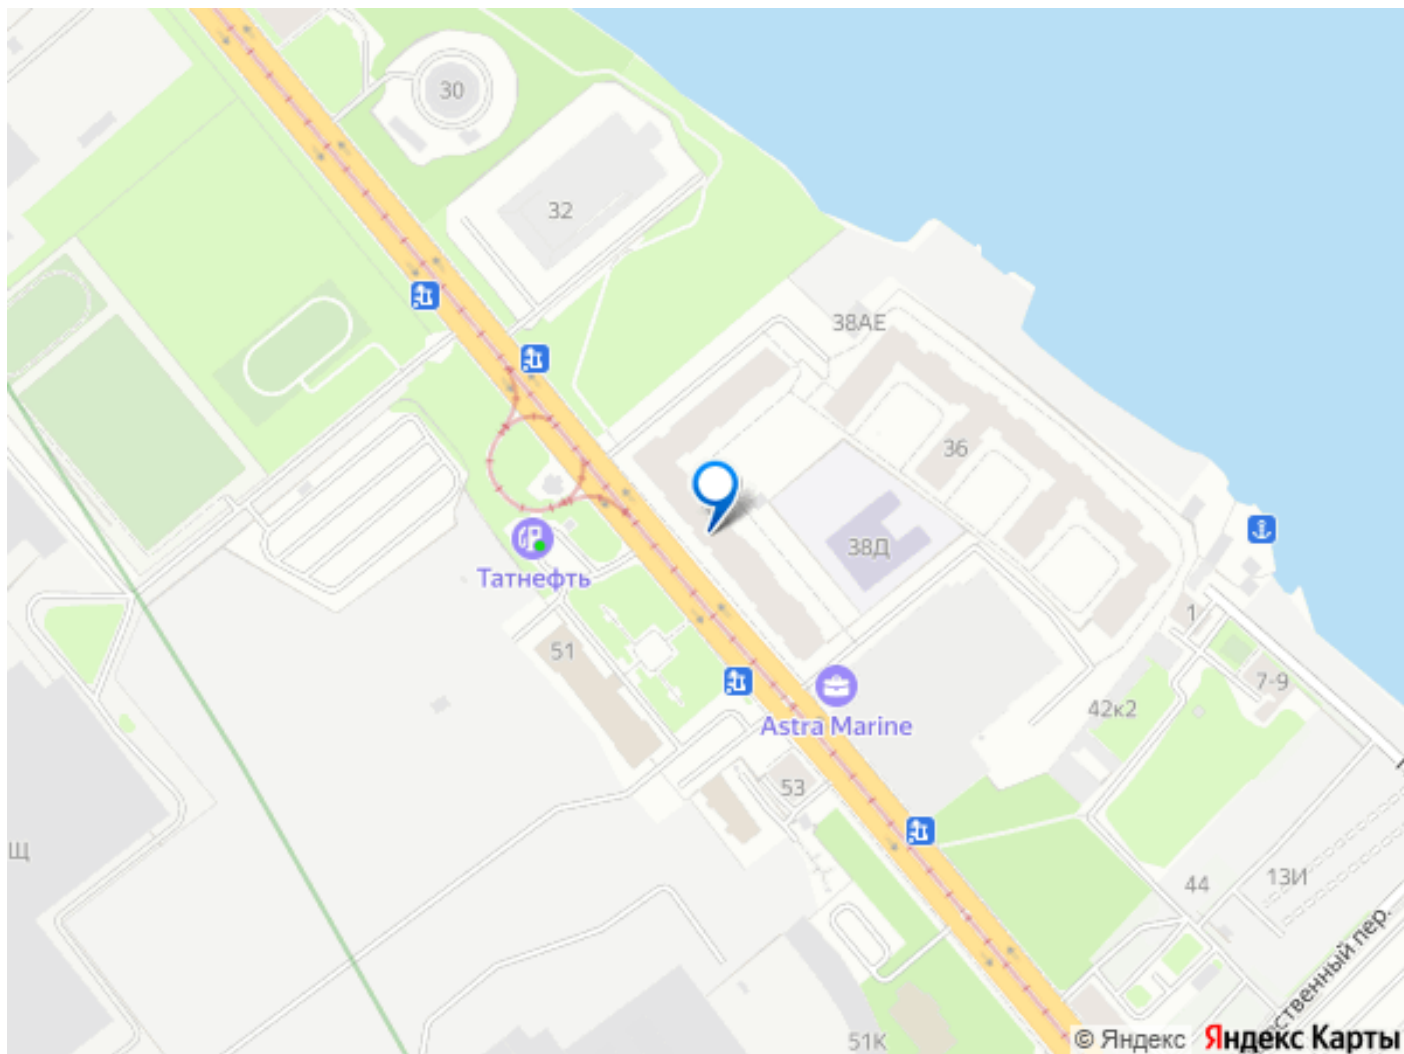 30
32
38АЕ
36
38Д
Татнефть
1
51
7-9
42к2
Astra Marine
53
Щ
13И
44
ственный пер.
51К
© Яндекс Яндекс Карты